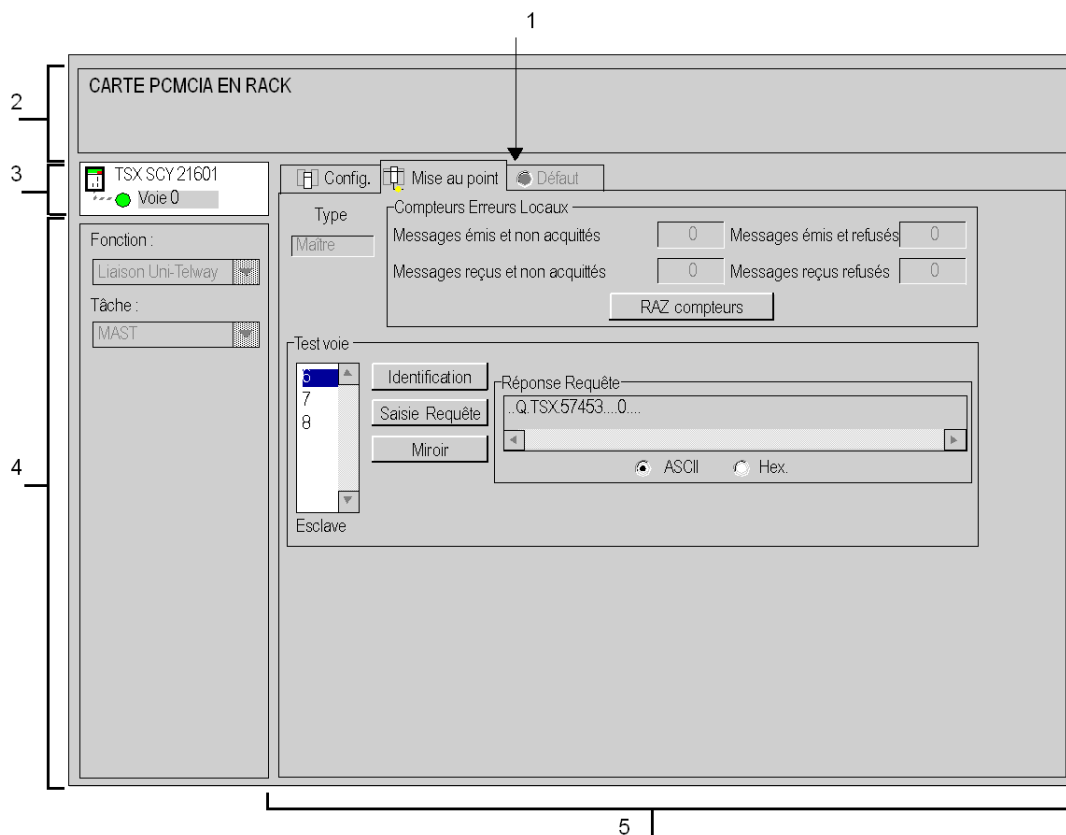 1
2
CARTE PCMCIA EN RACK
3
TSX SCY 21601
Voie 0
Config.
Mise au point
Défaut
4
Fonction :
Liaison Uni-Telway
Tâche :
MAST
Type
Maître
Compteurs Erreurs Locaux
Messages émis et non acquittés 0 Messages émis et refusés 0
Messages reçus et non acquittés 0 Messages reçus refusés 0
RAZ compteurs
Test voie
6
7
8
Esclave
Identification
Saisie Requête
Miroir
Réponse Requête
..Q.TSX.57453....0....
ASCII Hex.
5